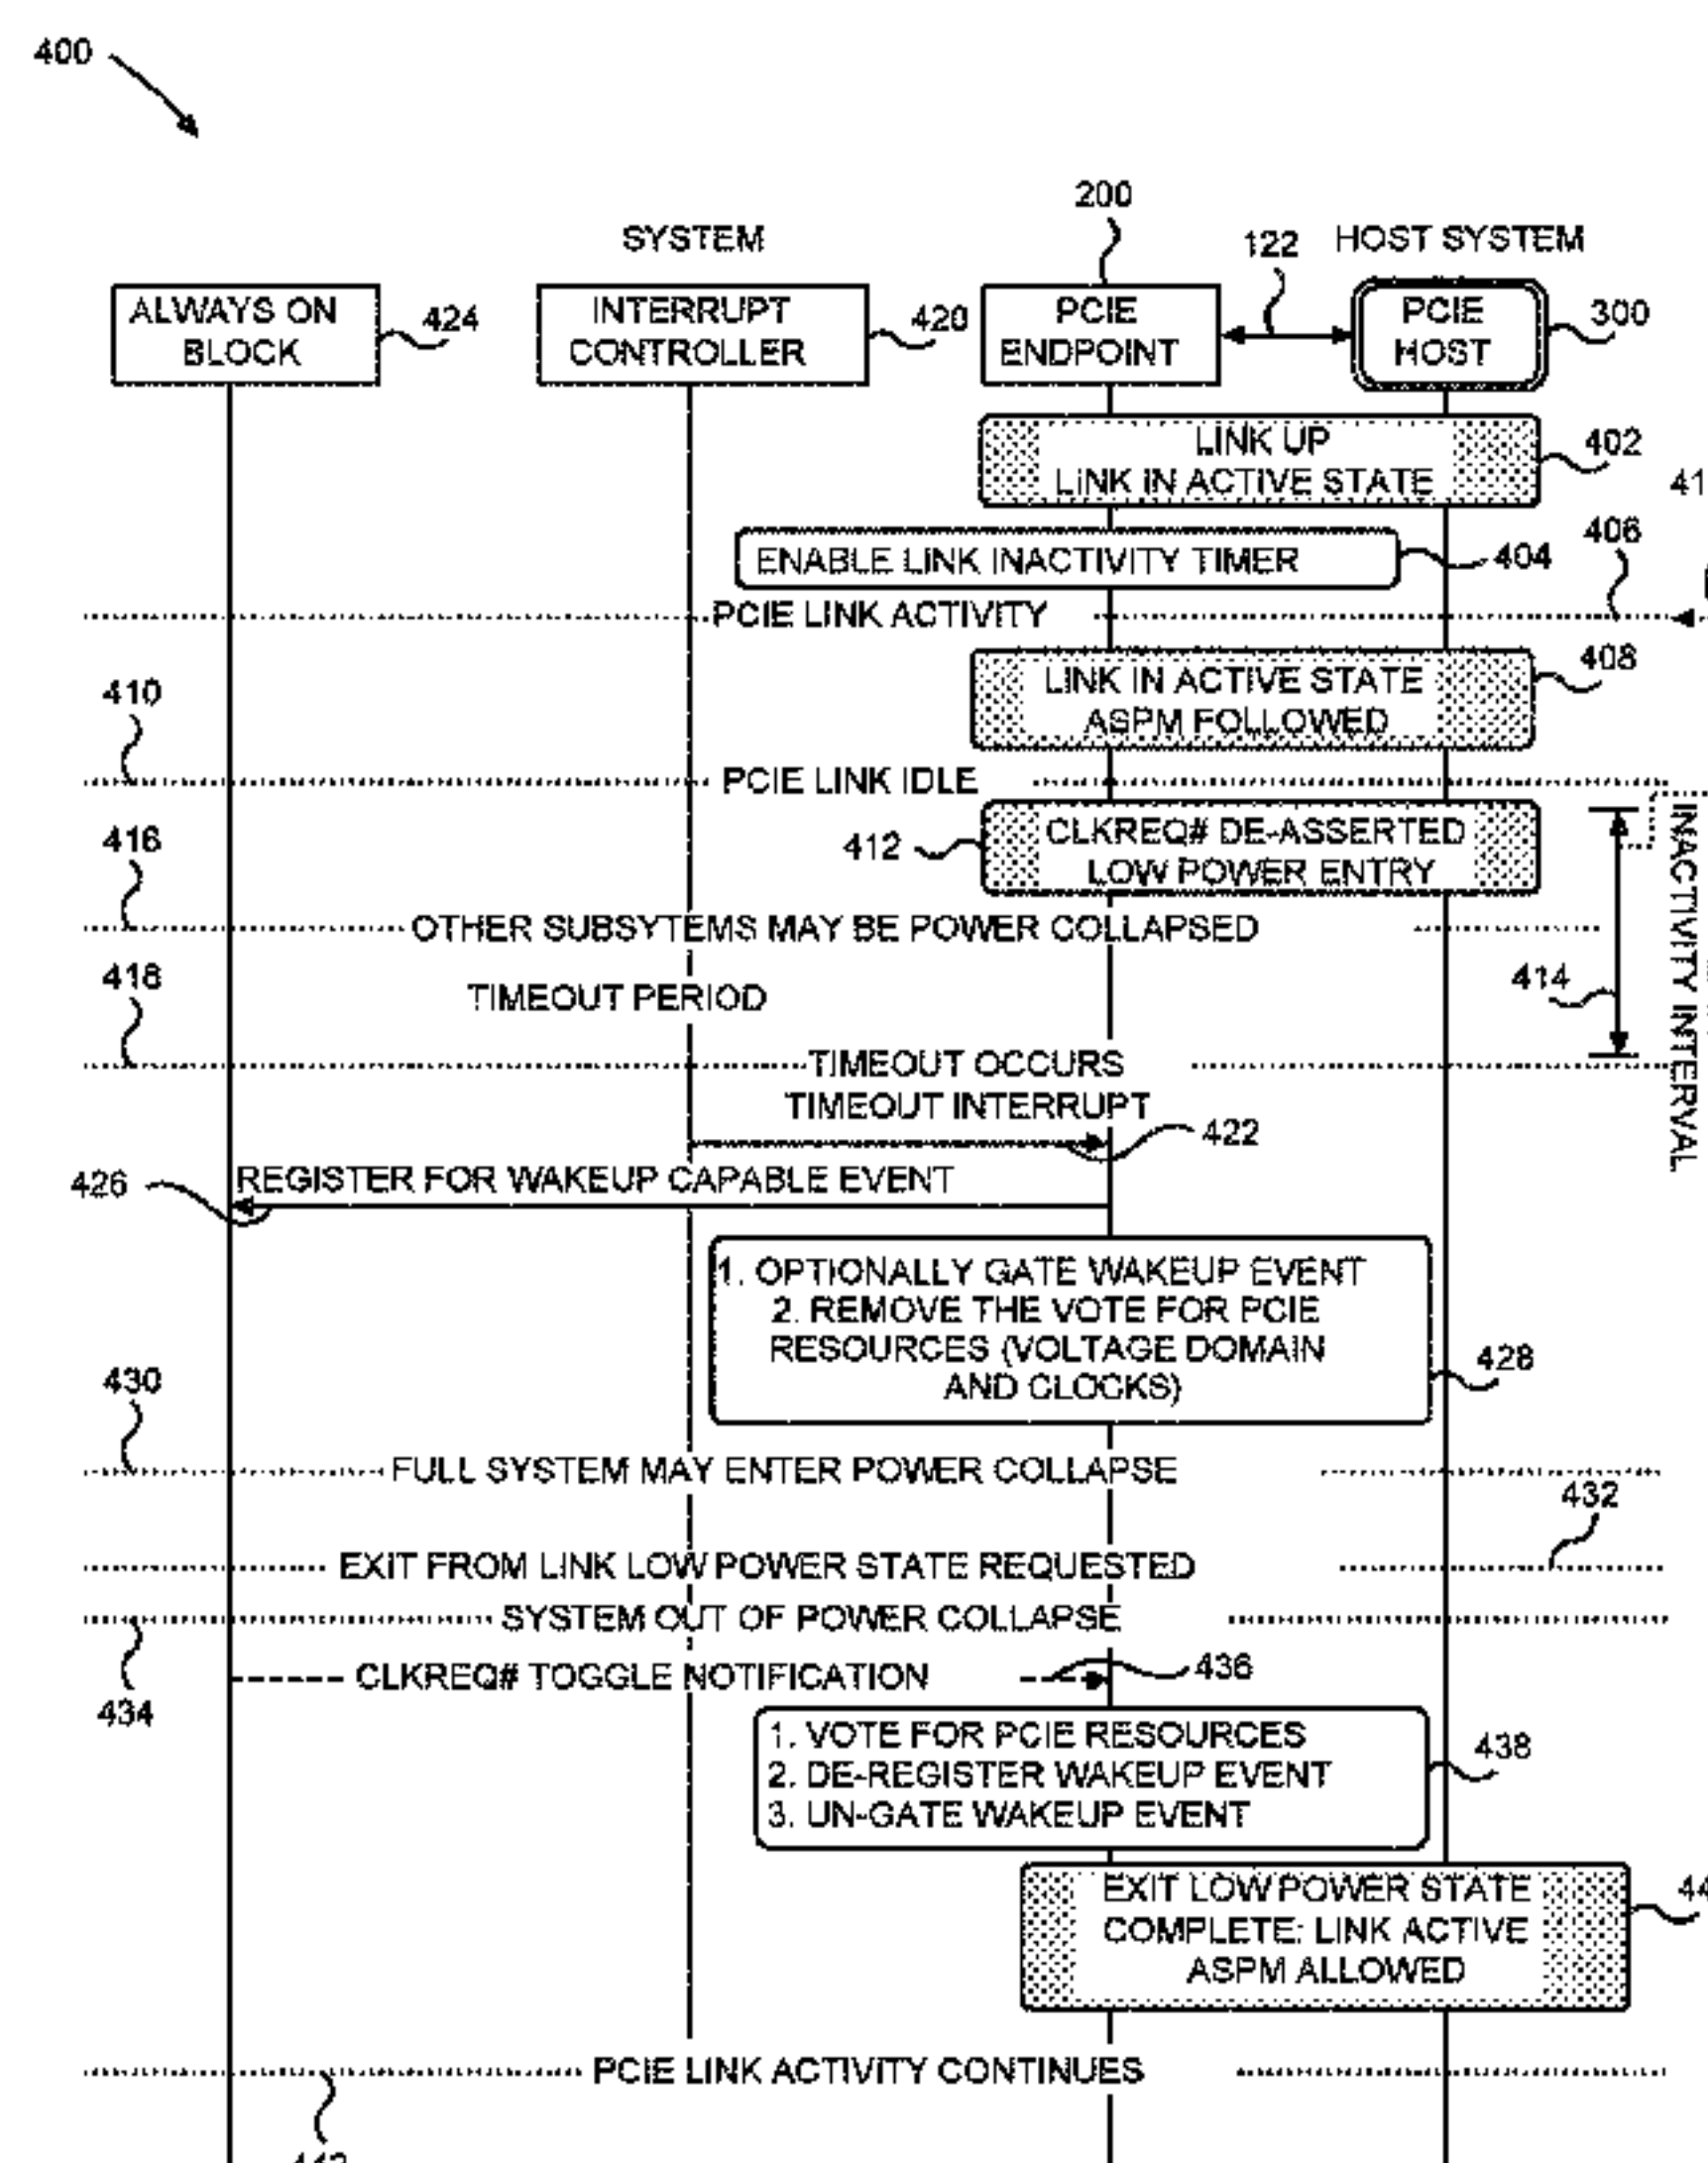 400
200
SYSTEM
122
HOST SYSTEM
ALWAYS ON
BLOCK
424
INTERRUPT
CONTROLLER
420
PCIE
ENDPOINT
PCIE
HOST
300
LINK UP
LINK IN ACTIVE STATE
402
41
406
ENABLE LINK INACTIVITY TIMER
404
PCIE LINK ACTIVITY
408
LINK IN ACTIVE STATE
ASPM FOLLOWED
410
PCIE LINK IDLE
412
CLKREQ# DE-ASSERTED
LOW POWER ENTRY
INACTIVITY INTERVAL
416
OTHER SUBSYTEMS MAY BE POWER COLLAPSED
418
TIMEOUT PERIOD
414
TIMEOUT OCCURS
TIMEOUT INTERRUPT
422
REGISTER FOR WAKEUP CAPABLE EVENT
426
1. OPTIONALLY GATE WAKEUP EVENT
2. REMOVE THE VOTE FOR PCIE
RESOURCES (VOLTAGE DOMAIN
AND CLOCKS)
428
430
FULL SYSTEM MAY ENTER POWER COLLAPSE
432
EXIT FROM LINK LOW POWER STATE REQUESTED
SYSTEM OUT OF POWER COLLAPSE
CLKREQ# TOGGLE NOTIFICATION
436
434
1. VOTE FOR PCIE RESOURCES
2. DE-REGISTER WAKEUP EVENT
3. UN-GATE WAKEUP EVENT
438
EXIT LOW POWER STATE
COMPLETE: LINK ACTIVE
ASPM ALLOWED
44
PCIE LINK ACTIVITY CONTINUES